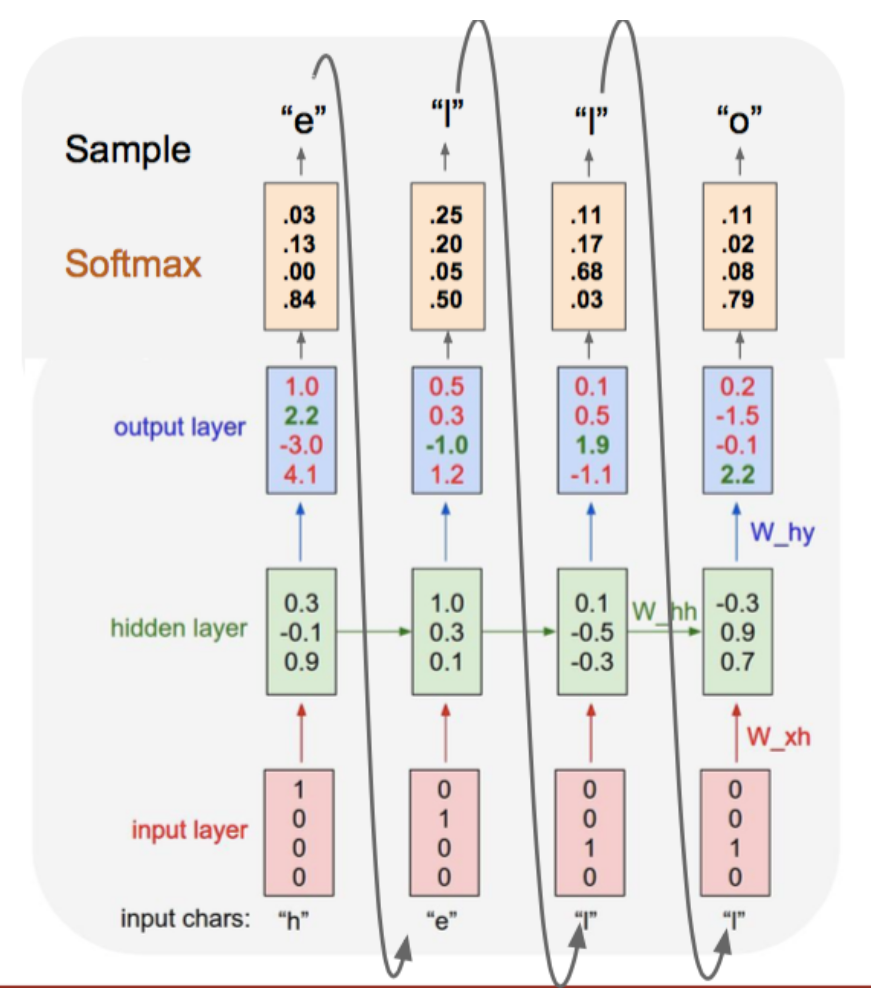 “e” “l” “l” “o”
Sample
Softmax
.03 .25 .11 .11
.13 .20 .17 .02
.00 .05 .68 .08
.84 .50 .03 .79
output layer
1.0 0.5 0.1 0.2
2.2 0.3 0.5 -1.5
-3.0 -1.0 1.9 -0.1
4.1 1.2 -1.1 2.2
W_hy
hidden layer
0.3 1.0 0.1 W_hh -0.3
-0.1 0.3 -0.5 0.9
0.9 0.1 -0.3 0.7
W_xh
input layer
1 0 0 0
0 1 0 0
0 0 1 1
0 0 0 0
input chars: “h” “e” “l” “l”